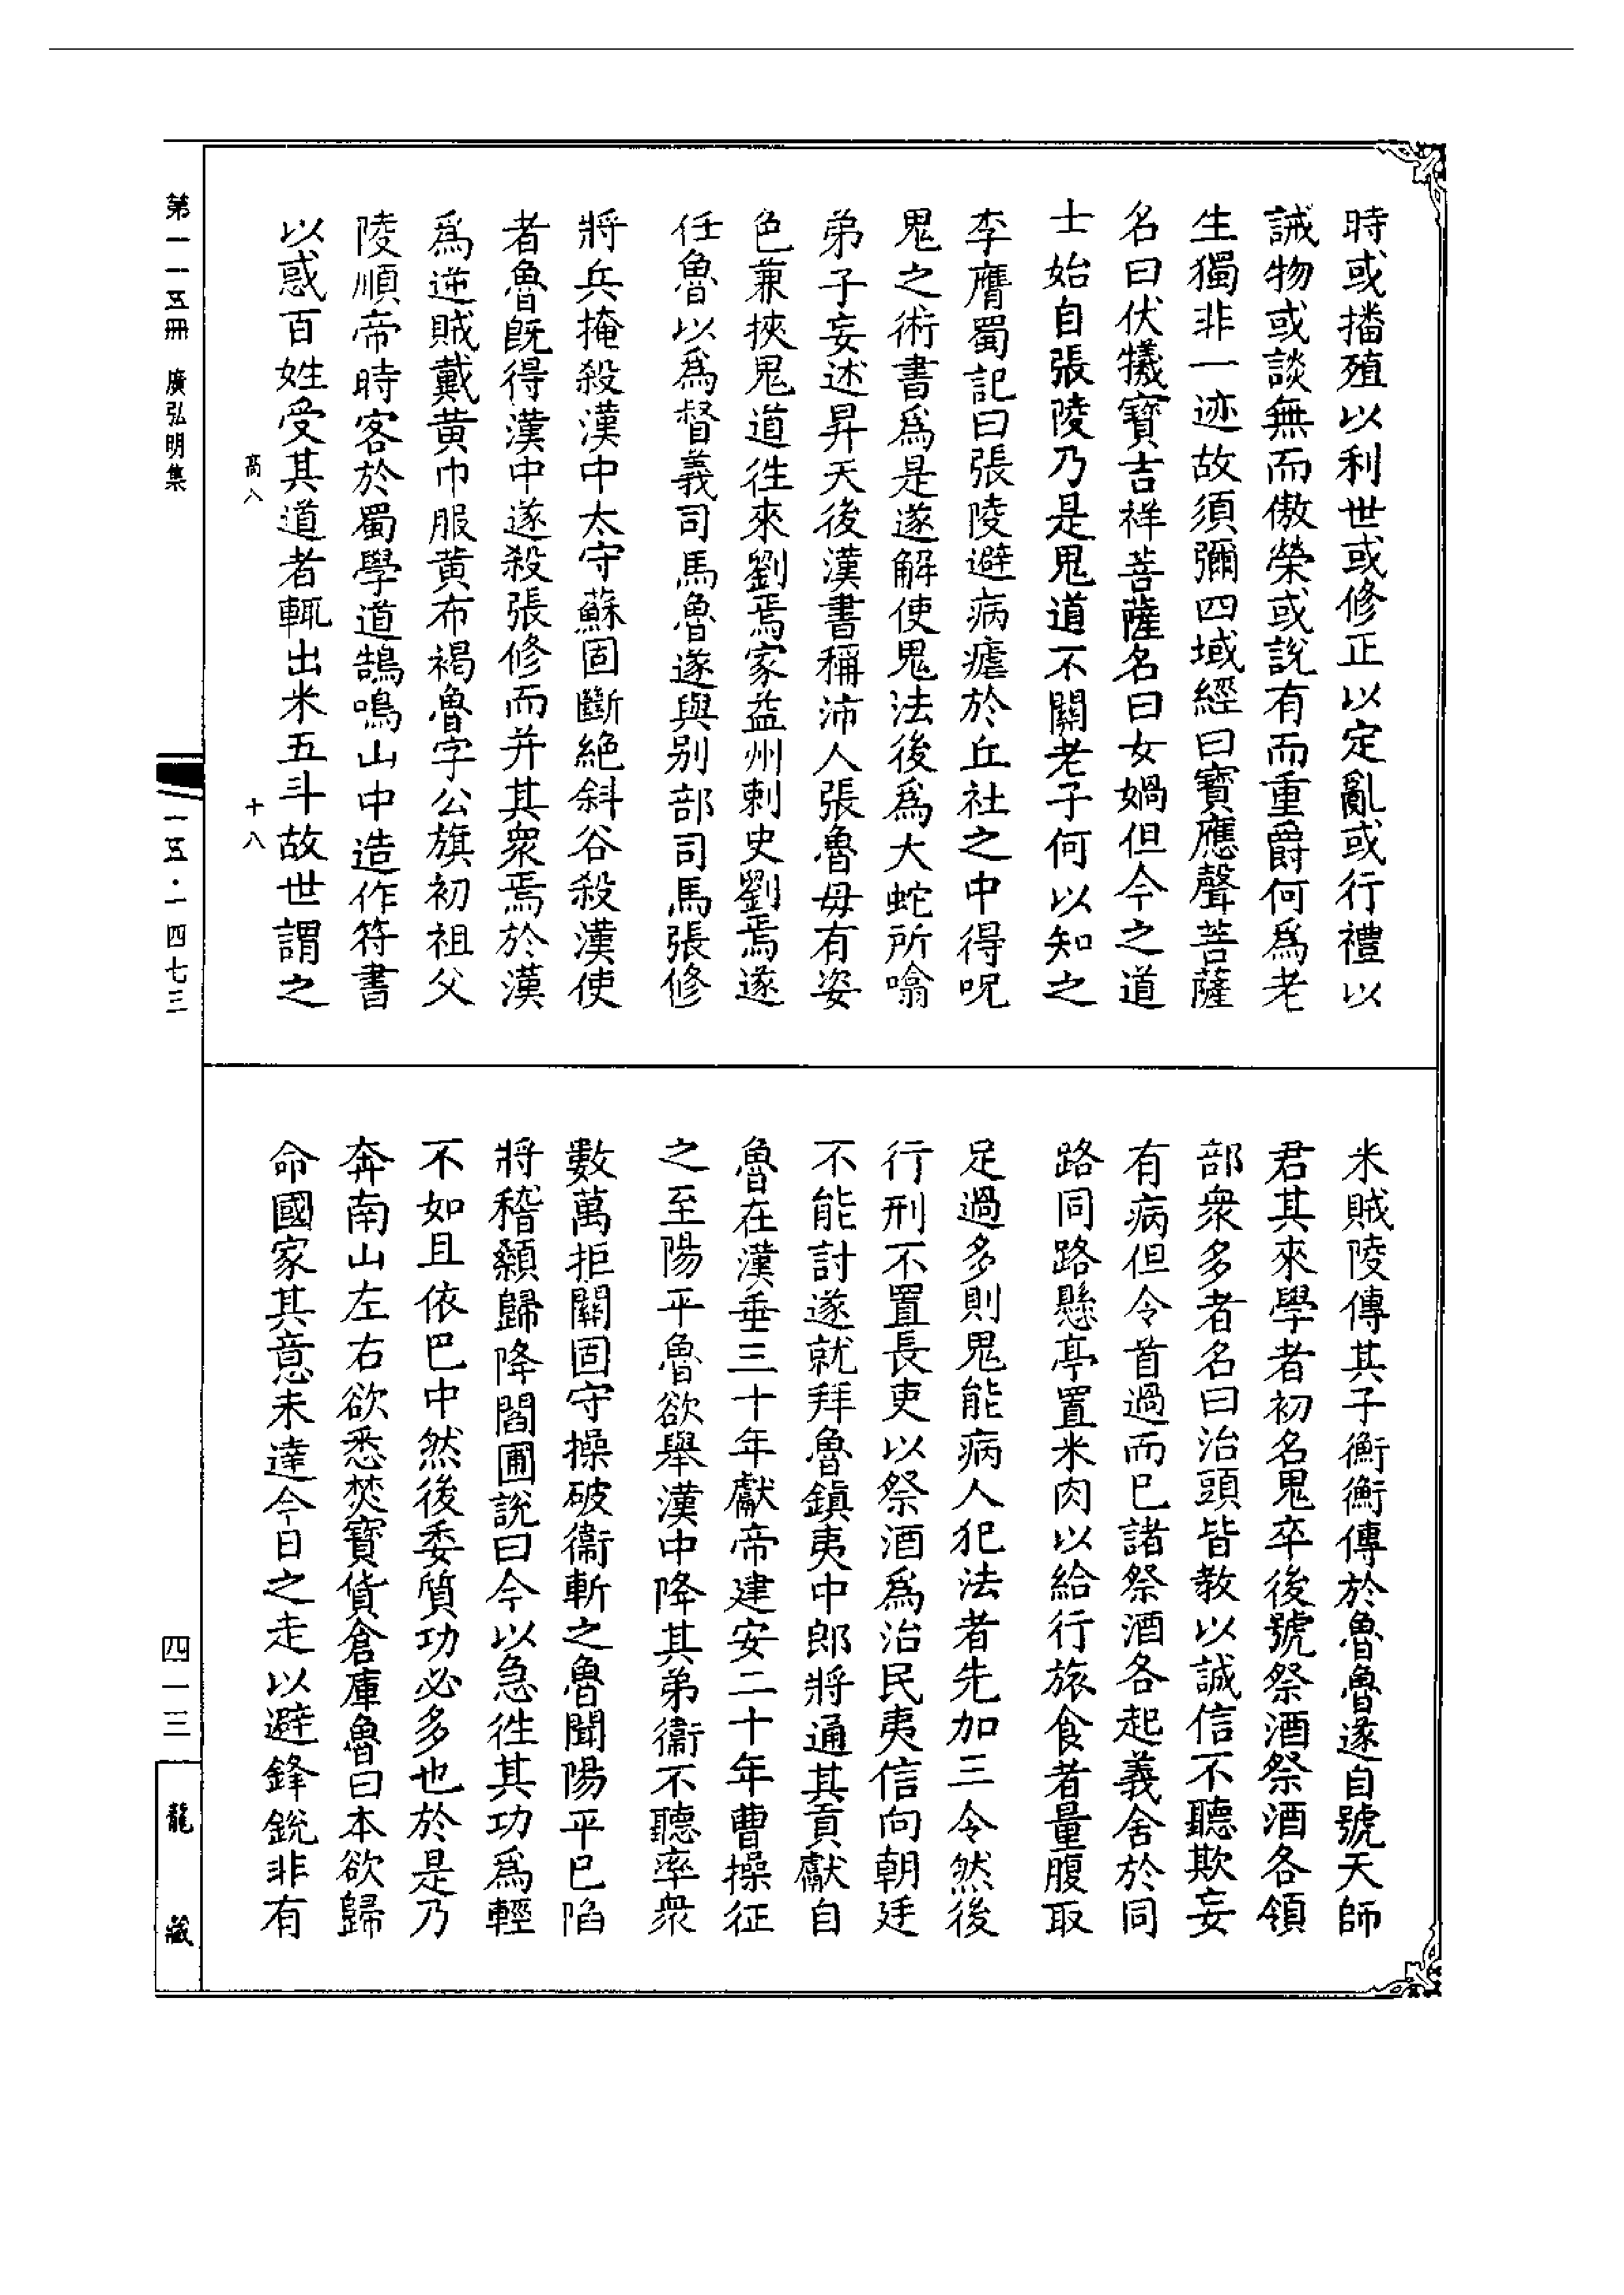 時或播殖以利世或修正以定亂或行禮以
誡物或談無而傲榮或說有而重爵何爲老
生獨非一迹故須彌四域經曰寶應聲菩薩
名曰伏犧寶吉祥菩薩名曰女媧但今之道
士始自張陵乃是鬼道不關老子何以知之
李膺蜀記曰張陵避病瘧於丘社之中得呪
鬼之術書爲是遂解使鬼法後爲大蛇所噏
弟子妄述昇天後漢書稱沛人張魯母有姿
色兼挾鬼道往來劉焉家益州刺史劉焉遂
任魯以爲督義司馬魯遂與别部司馬張修
將兵掩殺漢中太守蘇固斷絶斜谷殺漢使
者魯旣得漢中遂殺張修而并其衆焉於漢
爲逆賊戴黄巾服黄布褐魯字公旗初祖父
陵順帝時客於蜀學道鵠鳴山中造作符書
以惑百姓受其道者輒出米五斗故世謂之
米賊陵傳其子衡衡傳於魯魯遂自號天師
君其來學者初名鬼卒後號祭酒祭酒各領
部衆多者名曰治頭皆教以誠信不聽欺妄
有病但令首過而已諸祭酒各起義舍於同
路同路懸亭置米肉以給行旅食者量腹取
足過多則鬼能病人犯法者先加三令然後
行刑不置長吏以祭酒爲治民夷信向朝廷
不能討遂就拜魯鎮夷中郎將通其貢獻自
魯在漢垂三十年獻帝建安二十年曹操征
之至陽平魯欲舉漢中降其弟衞不聽率衆
數萬拒關固守操破衞斬之魯聞陽平已陷
將稽顙歸降閻圃說曰今以急往其功爲輕
不如且依巴中然後委質功必多也於是乃
奔南山左右欲悉焚寶貨倉庫魯曰本欲歸
命國家其意未達今日之走以避鋒銳非有
高八
十八
第一一五冊 廣弘明集
一五·一四七三
四一三
龍藏